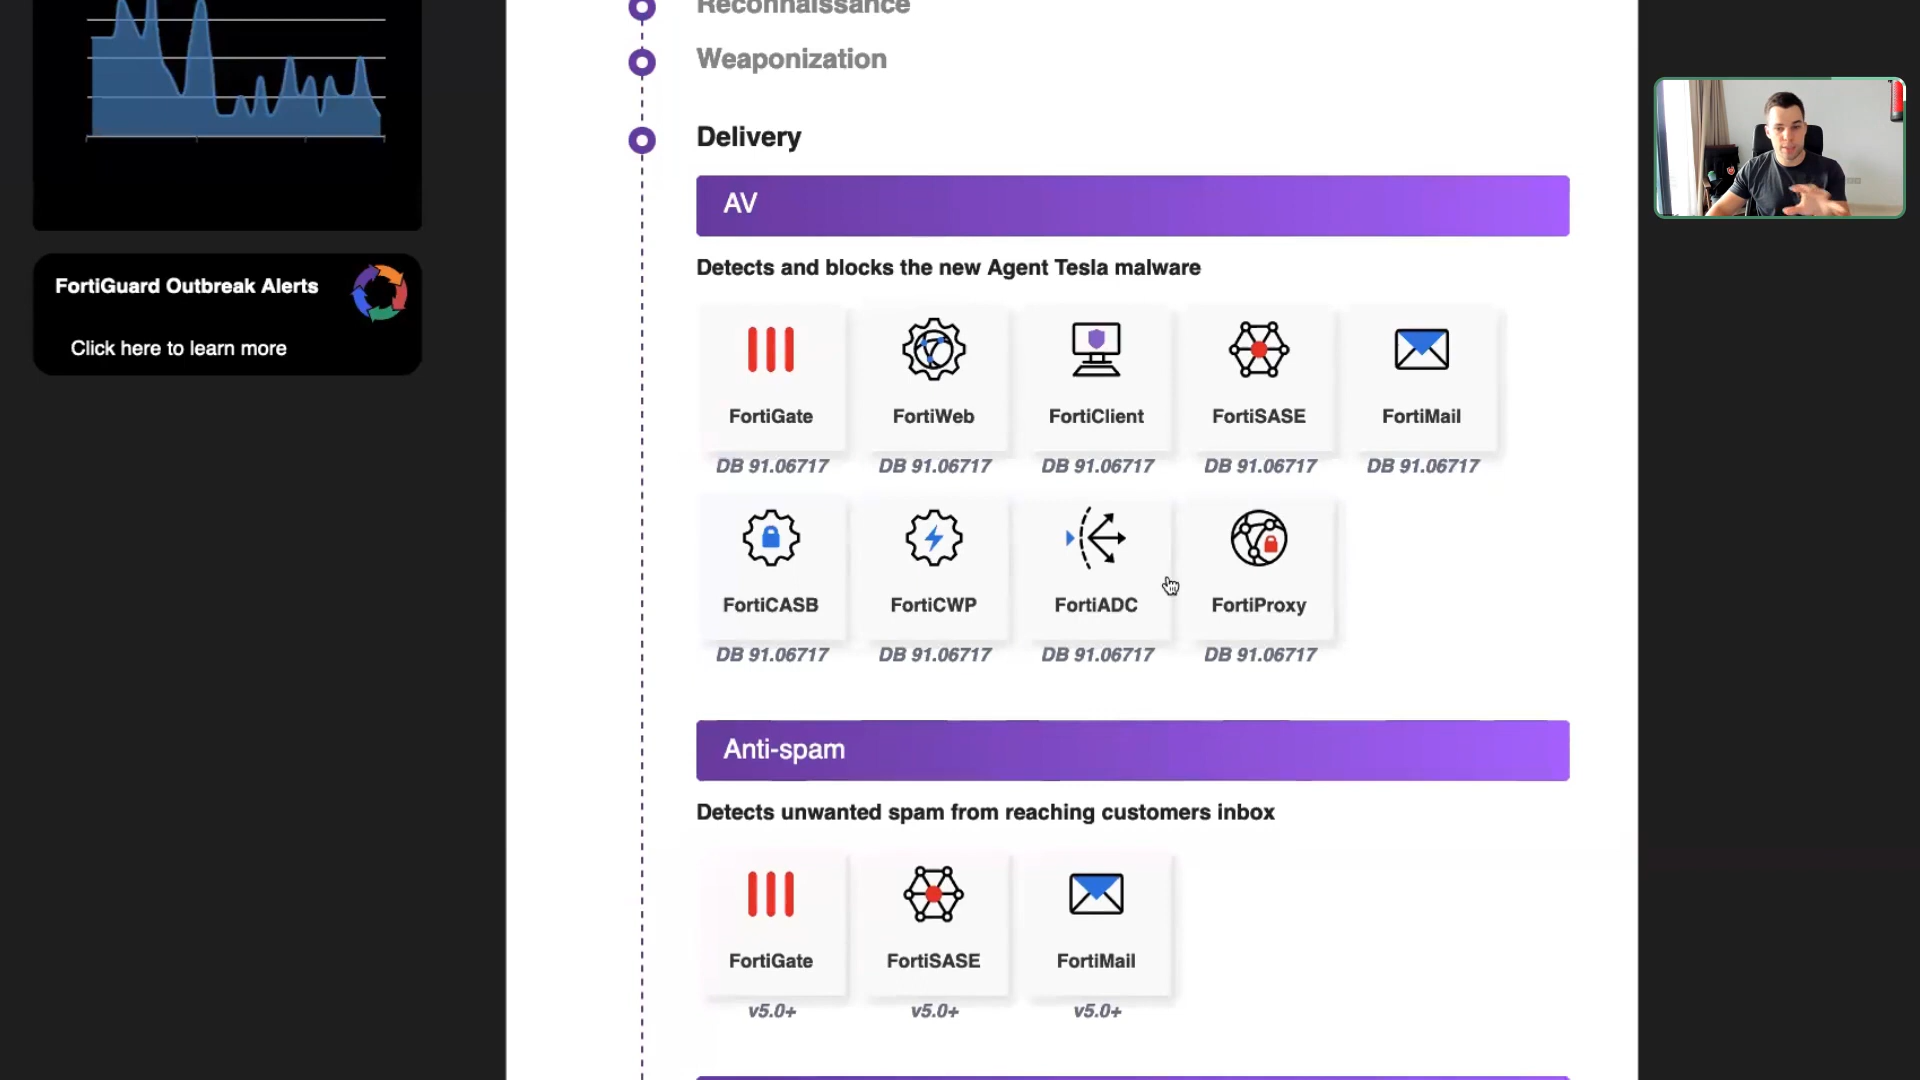 Reconnaissance
Weaponization
Delivery
AV
Detects and blocks the new Agent Tesla malware
FortiGuard Outbreak Alerts
Click here to learn more
FortiGate FortiWeb FortiClient FortiSASE FortiMail
DB 91.06717 DB 91.06717 DB 91.06717 DB 91.06717 DB 91.06717
FortiCASB FortiCWP FortiADC FortiProxy
DB 91.06717 DB 91.06717 DB 91.06717 DB 91.06717
Anti-spam
Detects unwanted spam from reaching customers inbox
FortiGate FortiSASE FortiMail
v5.0+ v5.0+ v5.0+